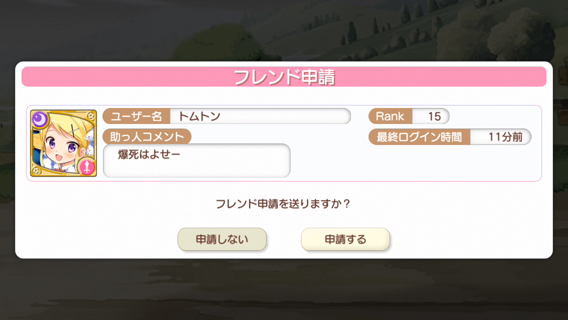 フレンド申請
ユーザー名 トムトン Rank 15
助っ人コメント 最終ログイン時間 11分前
爆死はよせー
フレンド申請を送りますか？
申請しない 申請する